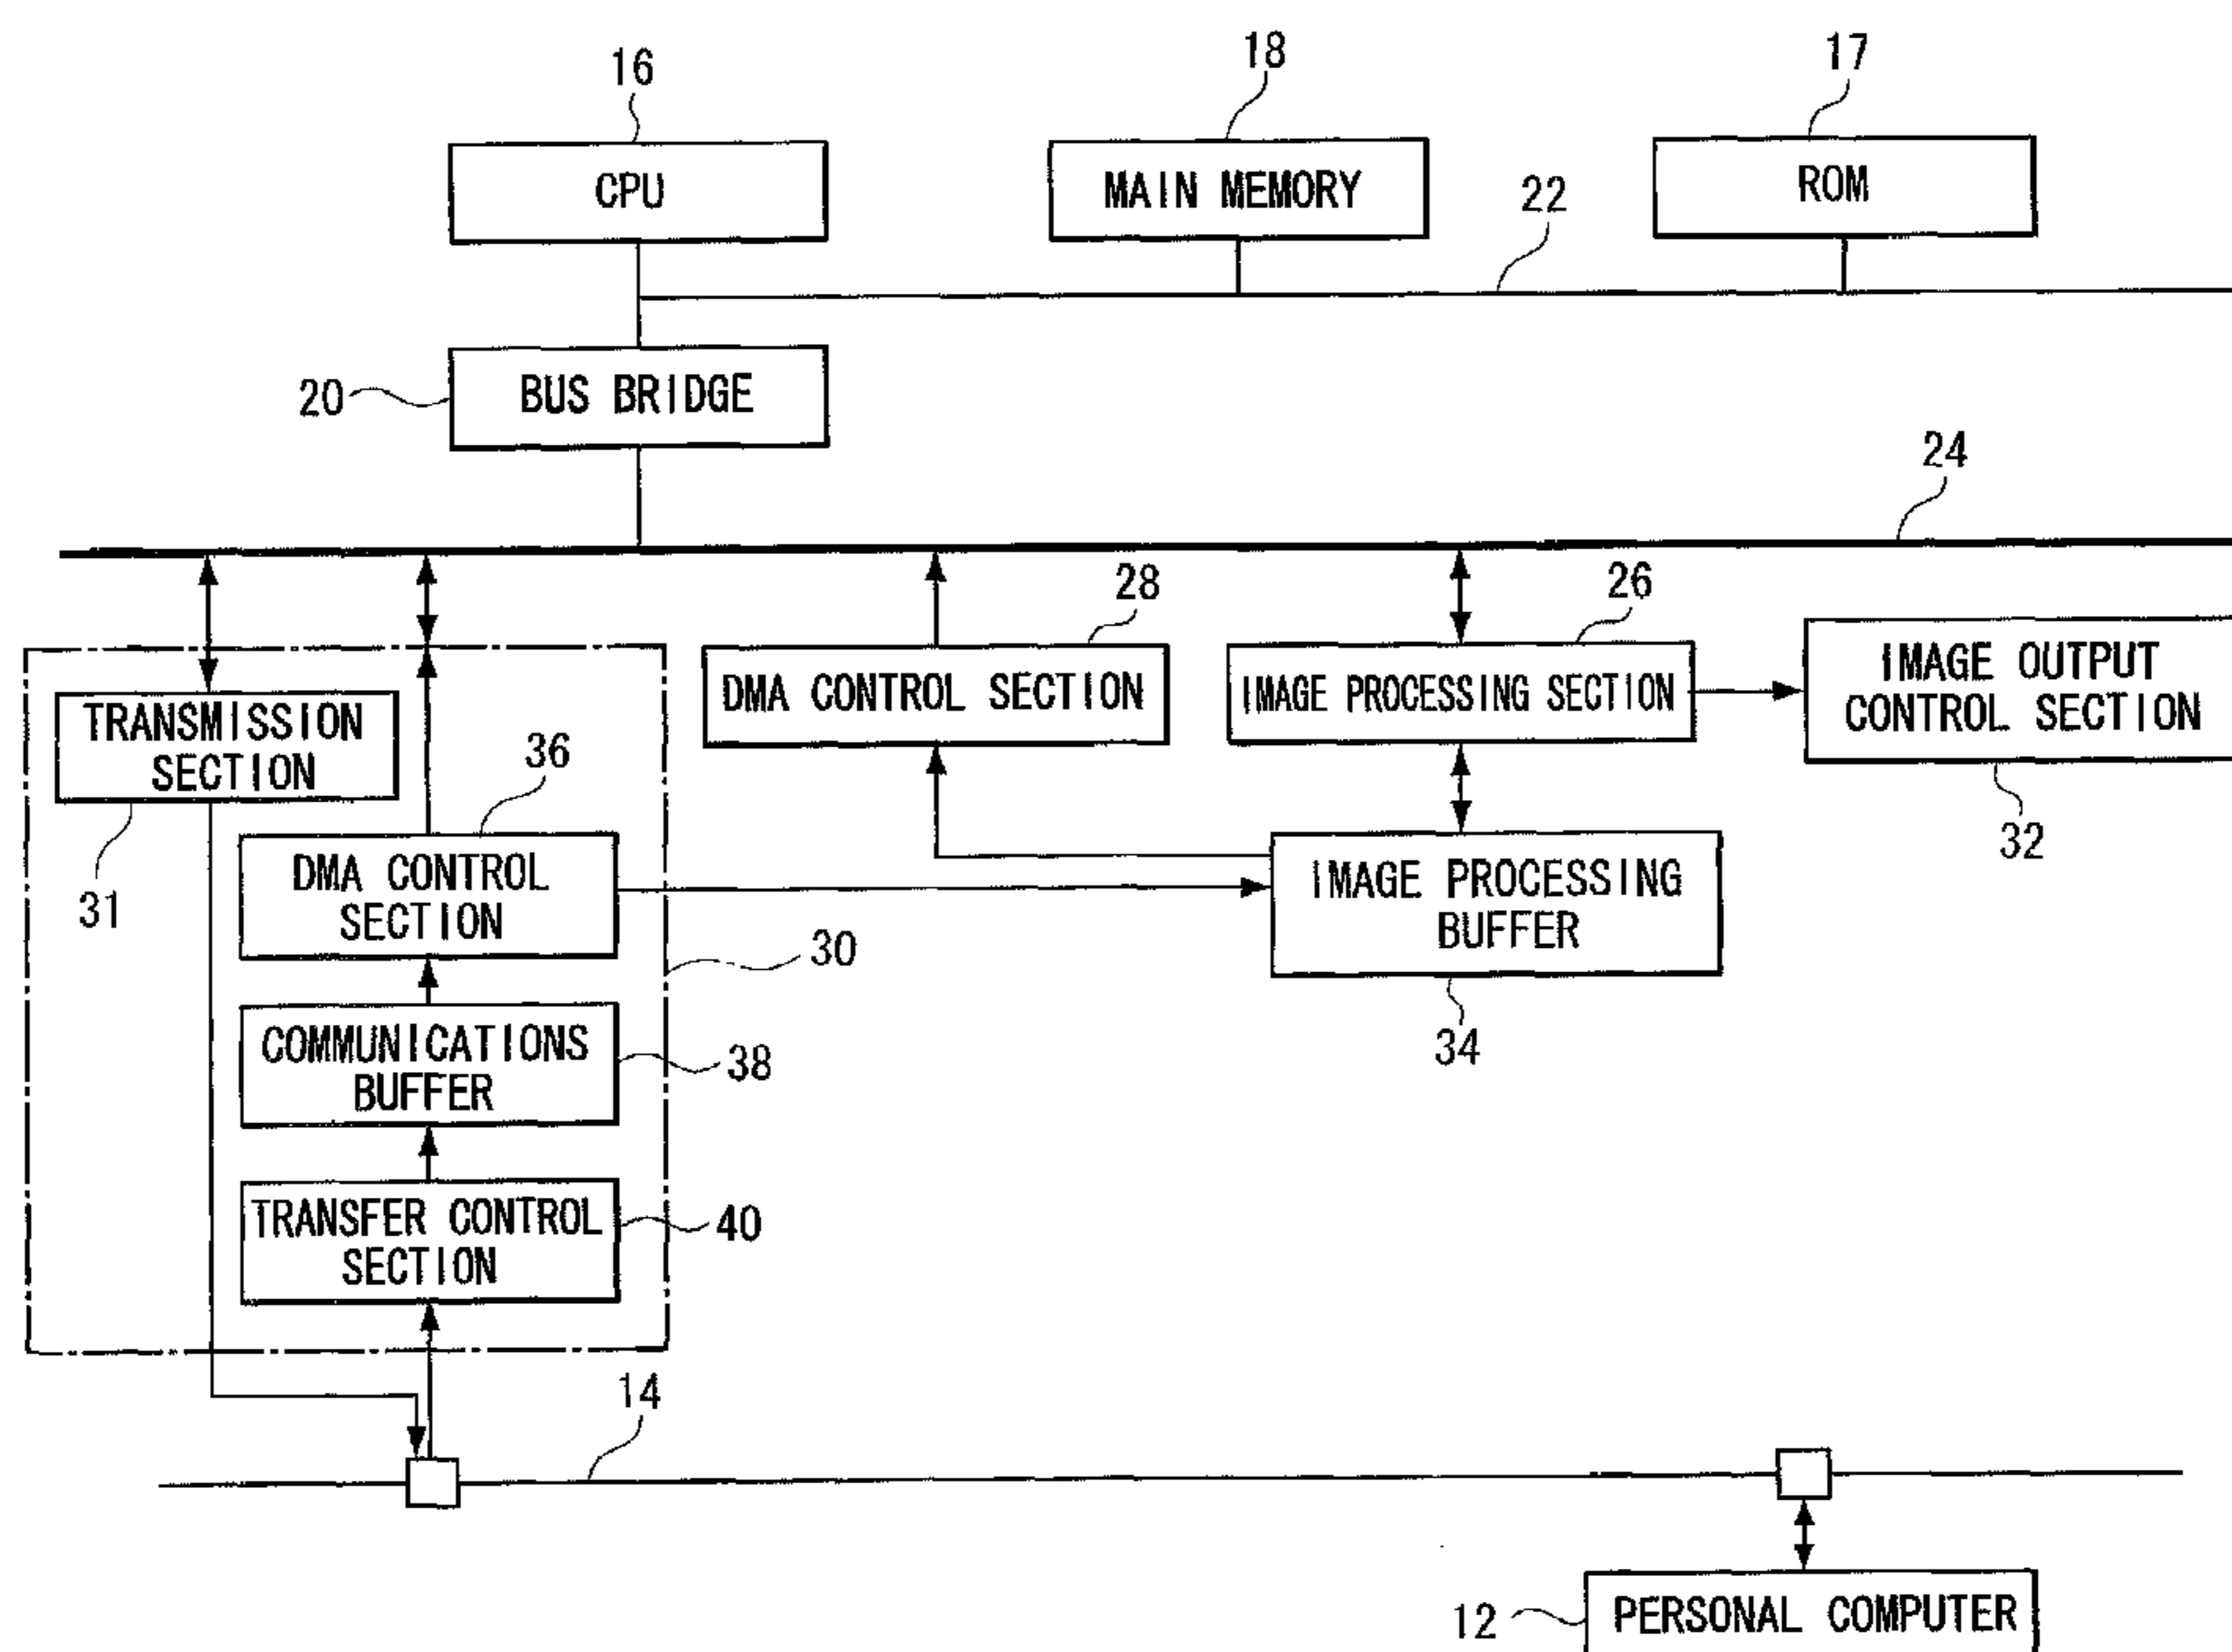 16
18
17
CPU
MAIN MEMORY
ROM
22
20
BUS BRIDGE
24
28
26
DMA CONTROL SECTION
IMAGE PROCESSING SECTION
IMAGE OUTPUT
CONTROL SECTION
32
TRANSMISSION
SECTION
31
36
DMA CONTROL
SECTION
30
IMAGE PROCESSING
BUFFER
34
COMMUNICATIONS
BUFFER
38
TRANSFER CONTROL
SECTION
40
14
12
PERSONAL COMPUTER